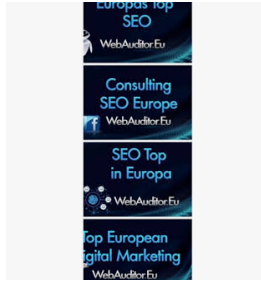 Europas Top
SEO
WebAuditor.Eu
Consulting
SEO Europe
WebAuditor.Eu
SEO Top
in Europa
WebAuditor.Eu
Top European
igital Marketing
WebAuditor.Eu